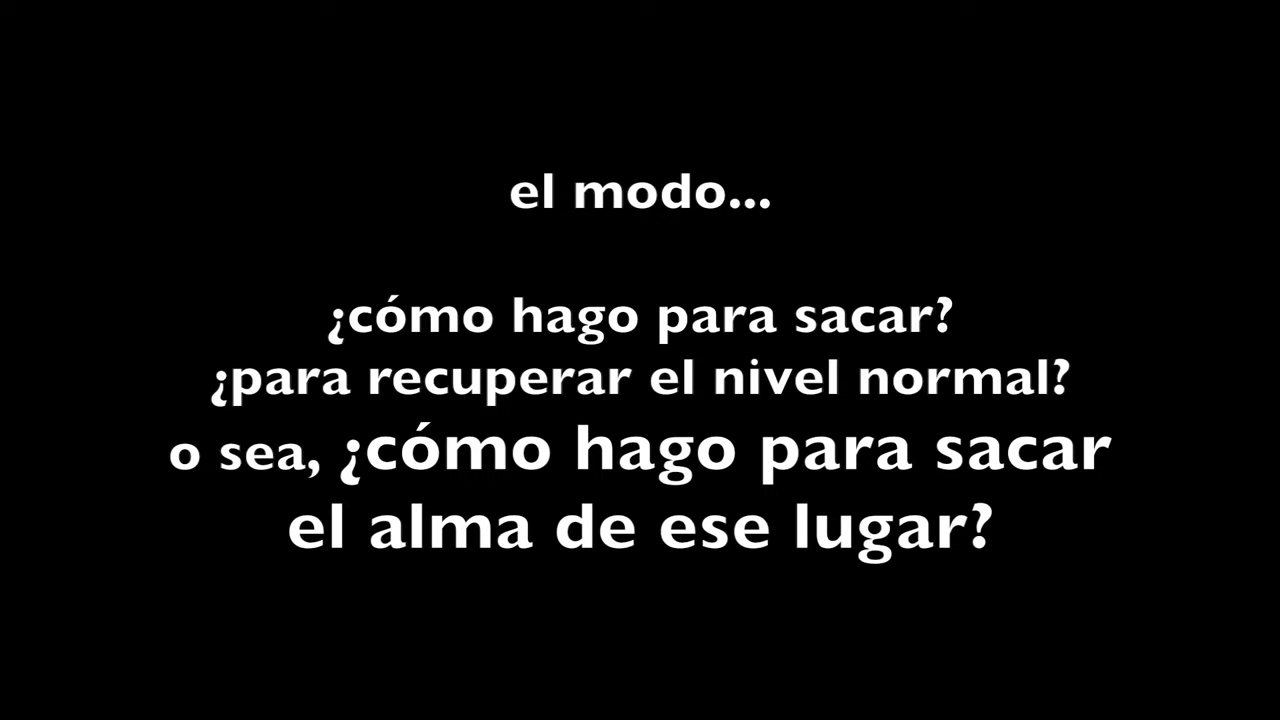 el modo...
¿cómo hago para sacar?
¿para recuperar el nivel normal?
o sea, ¿cómo hago para sacar
el alma de ese lugar?